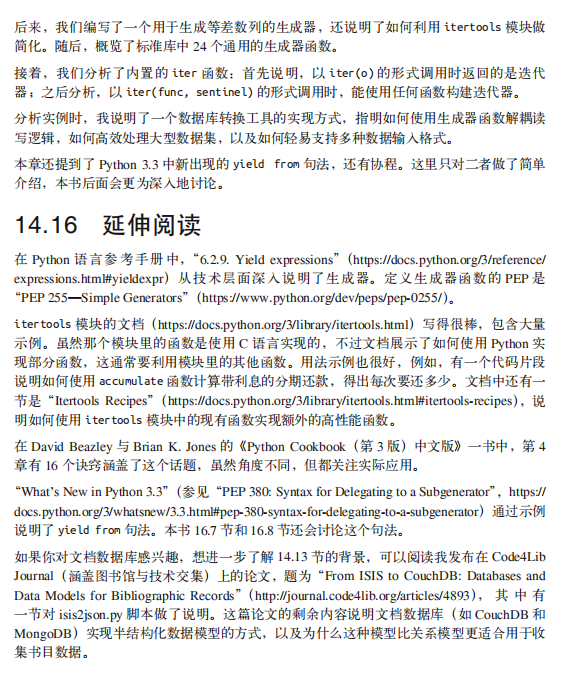 后来，我们编写了一个用于生成等差数列的生成器，还说明了如何利用 itertools 模块做
简化。随后，概览了标准库中 24 个通用的生成器函数。
接着，我们分析了内置的 iter 函数：首先说明，以 iter(o) 的形式调用时返回的是迭代
器；之后分析，以 iter(func, sentinel) 的形式调用时，能使用任何函数构建迭代器。
分析实例时，我说明了一个数据库转换工具的实现方式，指明如何使用生成器函数解耦读
写逻辑，如何高效处理大型数据集，以及如何轻易支持多种数据输入格式。
本章还提到了 Python 3.3 中新出现的 yield from 句法，还有协程。这里只对二者做了简单
介绍，本书后面会更为深入地讨论。
14.16 延伸阅读
在 Python 语言参考手册中，“6.2.9. Yield expressions”（https://docs.python.org/3/reference/
expressions.html#yieldexpr）从技术层面深入说明了生成器。定义生成器函数的 PEP 是
“PEP 255—Simple Generators”（https://www.python.org/dev/peps/pep-0255/）。
itertools 模块的文档（https://docs.python.org/3/library/itertools.html）写得很棒，包含大量
示例。虽然那个模块里的函数是使用 C 语言实现的，不过文档展示了如何使用 Python 实
现部分函数，这通常要利用模块里的其他函数。用法示例也很好，例如，有一个代码片段
说明如何使用 accumulate 函数计算带利息的分期还款，得出每次要还多少。文档中还有一
节是“Itertools Recipes”（https://docs.python.org/3/library/itertools.html#itertools-recipes），说
明如何使用 itertools 模块中的现有函数实现额外的高性能函数。
在 David Beazley 与 Brian K. Jones 的《Python Cookbook（第 3 版）中文版》一书中，第 4
章有 16 个诀窍涵盖了这个话题，虽然角度不同，但都关注实际应用。
“What’s New in Python 3.3”（参见“PEP 380: Syntax for Delegating to a Subgenerator”，https://
docs.python.org/3/whatsnew/3.3.html#pep-380-syntax-for-delegating-to-a-subgenerator）通过示例
说明了 yield from 句法。本书 16.7 节和 16.8 节还会讨论这个句法。
如果你对文档数据库感兴趣，想进一步了解 14.13 节的背景，可以阅读我发布在 Code4Lib
Journal（涵盖图书馆与技术交集）上的论文，题为“From ISIS to CouchDB: Databases and
Data Models for Bibliographic Records”（http://journal.code4lib.org/articles/4893），其中有
一节对 isis2json.py 脚本做了说明。这篇论文的剩余内容说明文档数据库（如 CouchDB 和
MongoDB）实现半结构化数据模型的方式，以及为什么这种模型比关系模型更适合用于收
集书目数据。